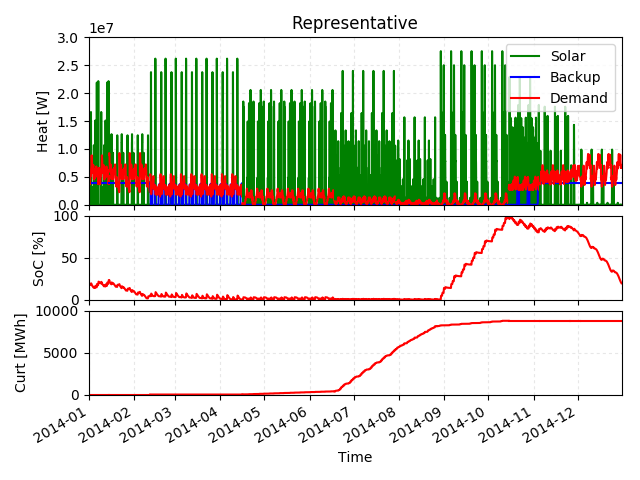 Representative
1e7
3.0
2.5
2.0
1.5
1.0
0.5
0.0
Heat [W]
Solar
Backup
Demand
100
50
0
SoC [%]
10000
5000
0
Curt [MWh]
2014-01
2014-02
2014-03
2014-04
2014-05
2014-06
2014-07
2014-08
2014-09
2014-10
2014-11
2014-12
Time